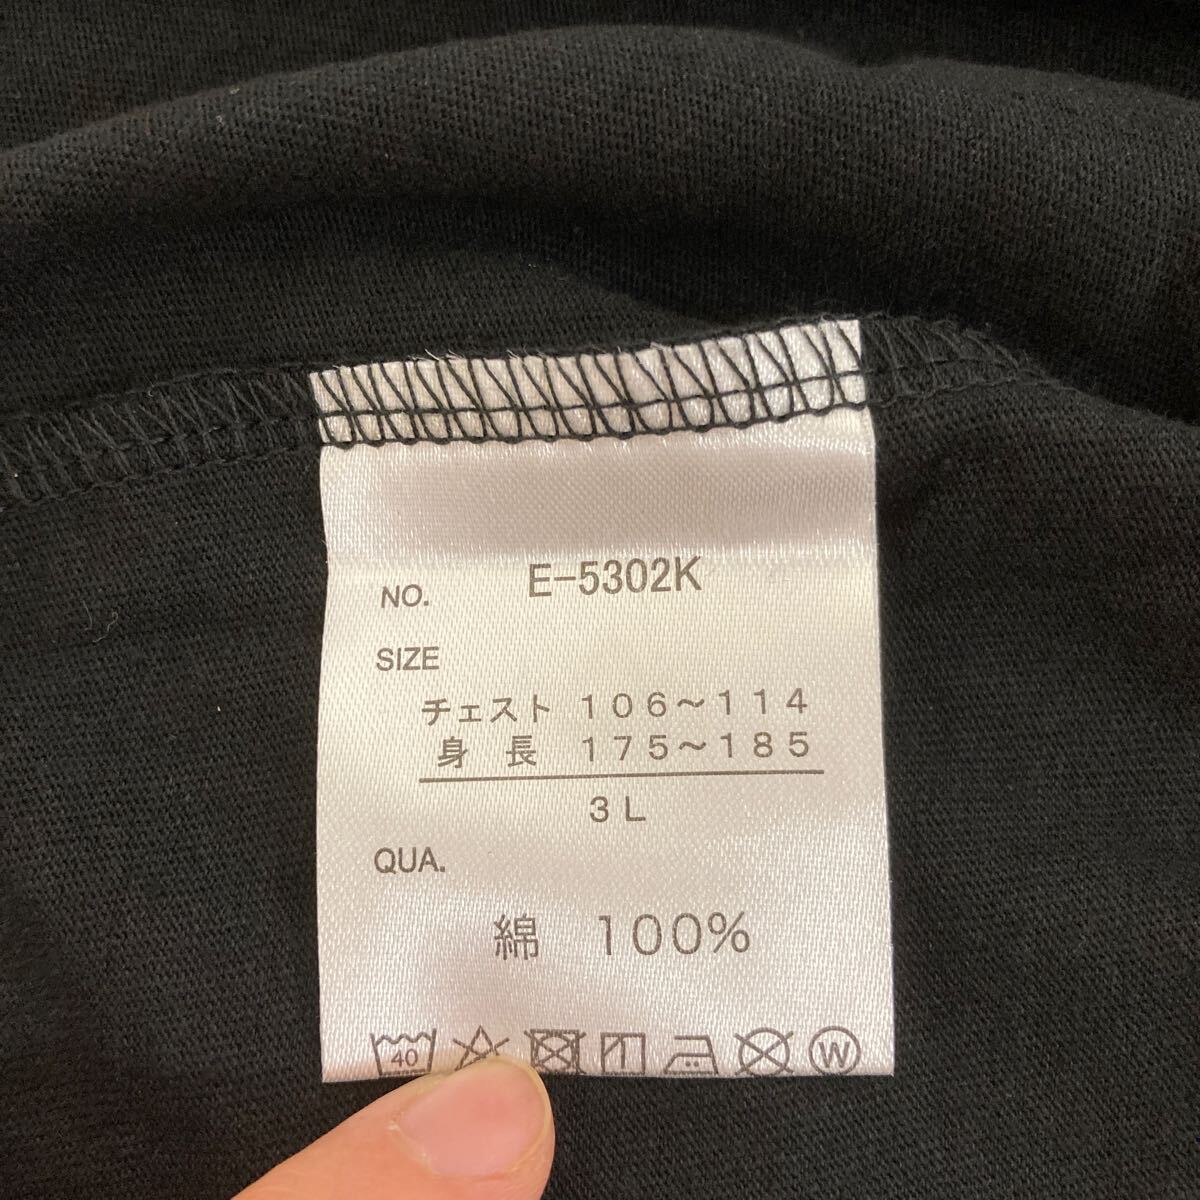 NO. E-5302K
SIZE
チェスト 106～114
身 長 175～185
3L
QUA.
綿 100%
40 W